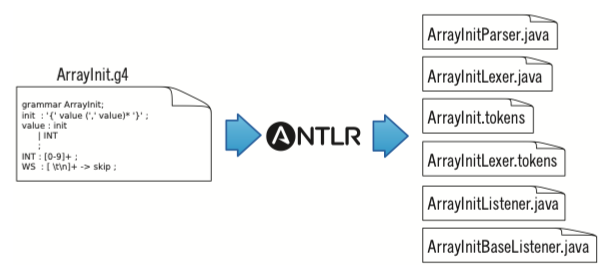 ArrayInit.g4
grammar ArrayInit;
init : '{' value (',' value)* '}' ;
value : init
| INT
;
INT : [0-9]+ ;
WS : [ \t\n]+ -> skip ;
ANTLR
ArrayInitParser.java
ArrayInitLexer.java
ArrayInit.tokens
ArrayInitLexer.tokens
ArrayInitListener.java
ArrayInitBaseListener.java